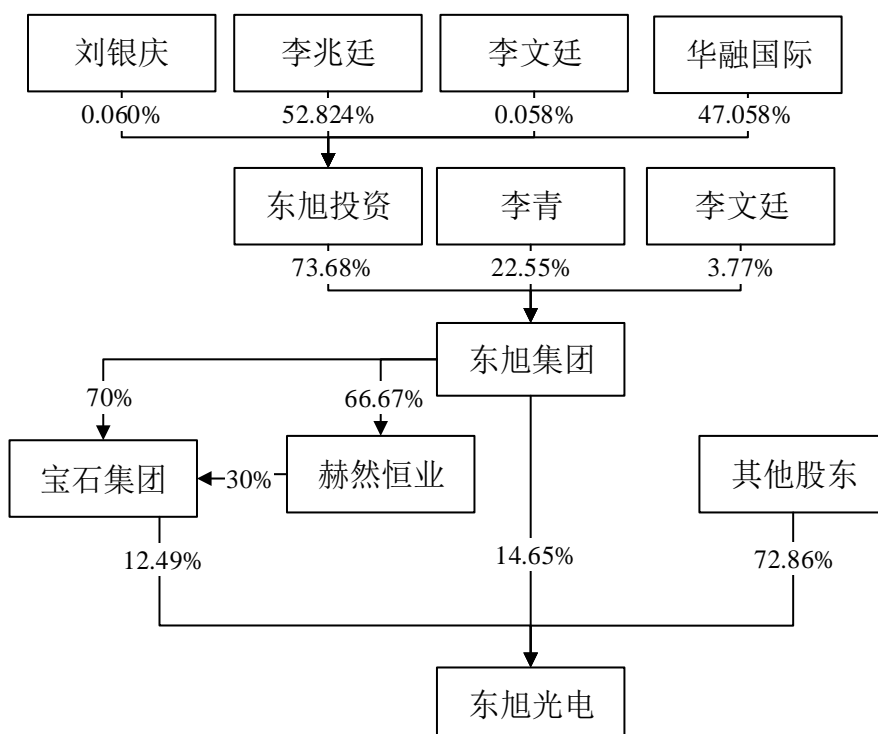 刘银庆
李兆廷
李文廷
华融国际
0.060%
52.824%
0.058%
47.058%
东旭投资
李青
李文廷
73.68%
22.55%
3.77%
东旭集团
70%
66.67%
宝石集团
30%
赫然恒业
其他股东
12.49%
14.65%
72.86%
东旭光电